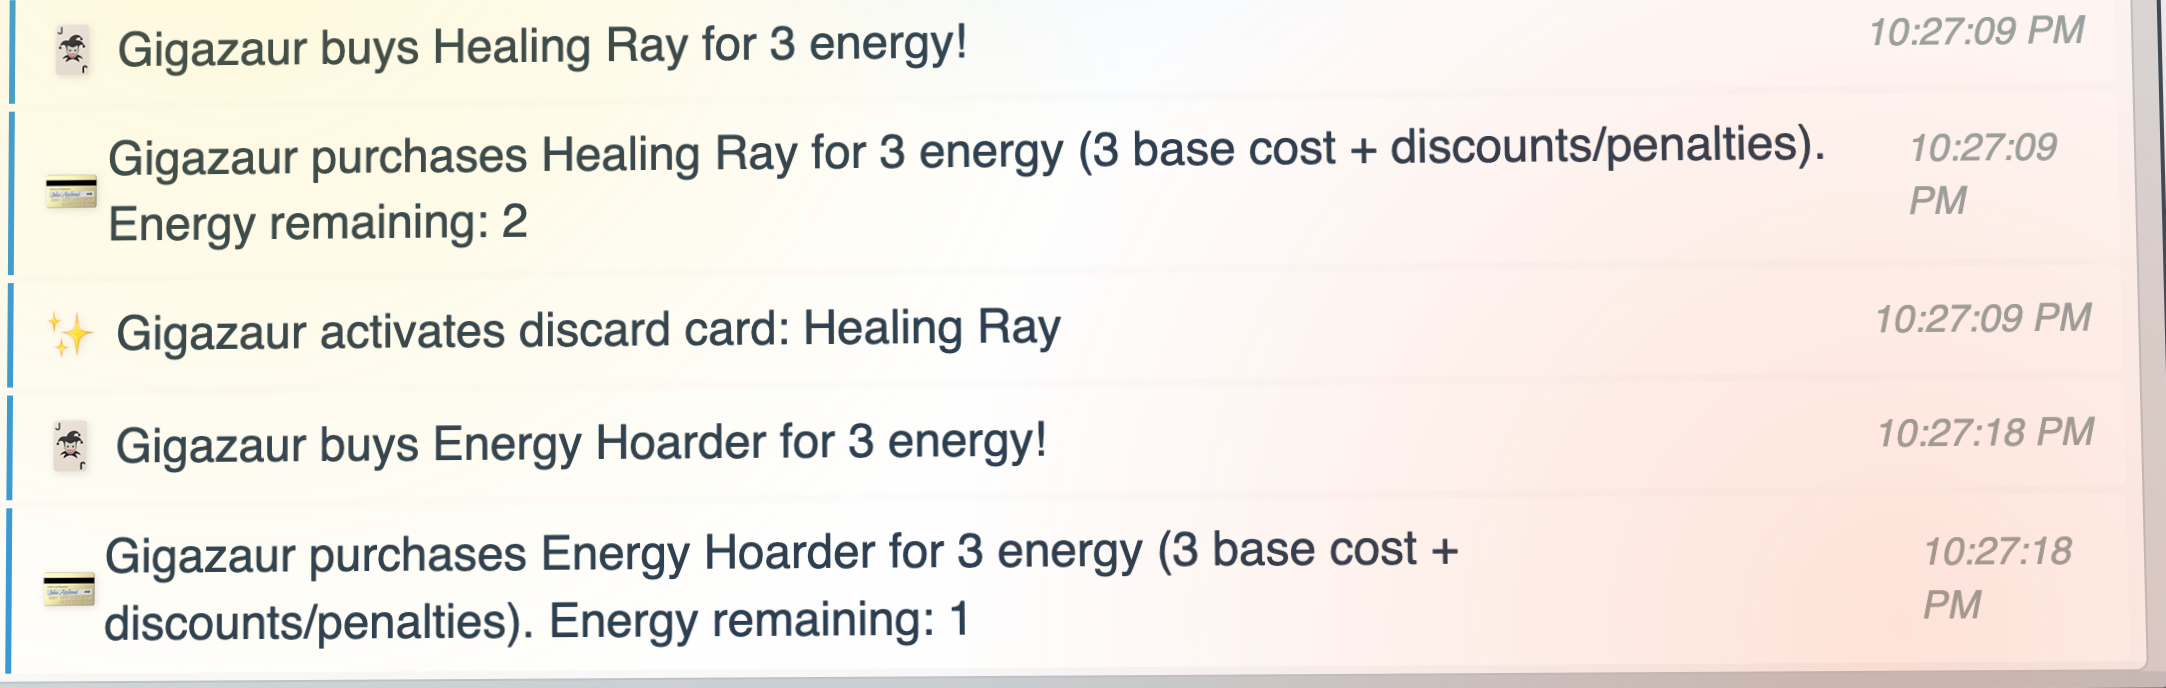 Gigazaur buys Healing Ray for 3 energy! 10:27:09 PM
Gigazaur purchases Healing Ray for 3 energy (3 base cost + discounts/penalties). 10:27:09
Energy remaining: 2 PM
Gigazaur activates discard card: Healing Ray 10:27:09 PM
Gigazaur buys Energy Hoarder for 3 energy! 10:27:18 PM
Gigazaur purchases Energy Hoarder for 3 energy (3 base cost + 10:27:18
discounts/penalties). Energy remaining: 1 PM